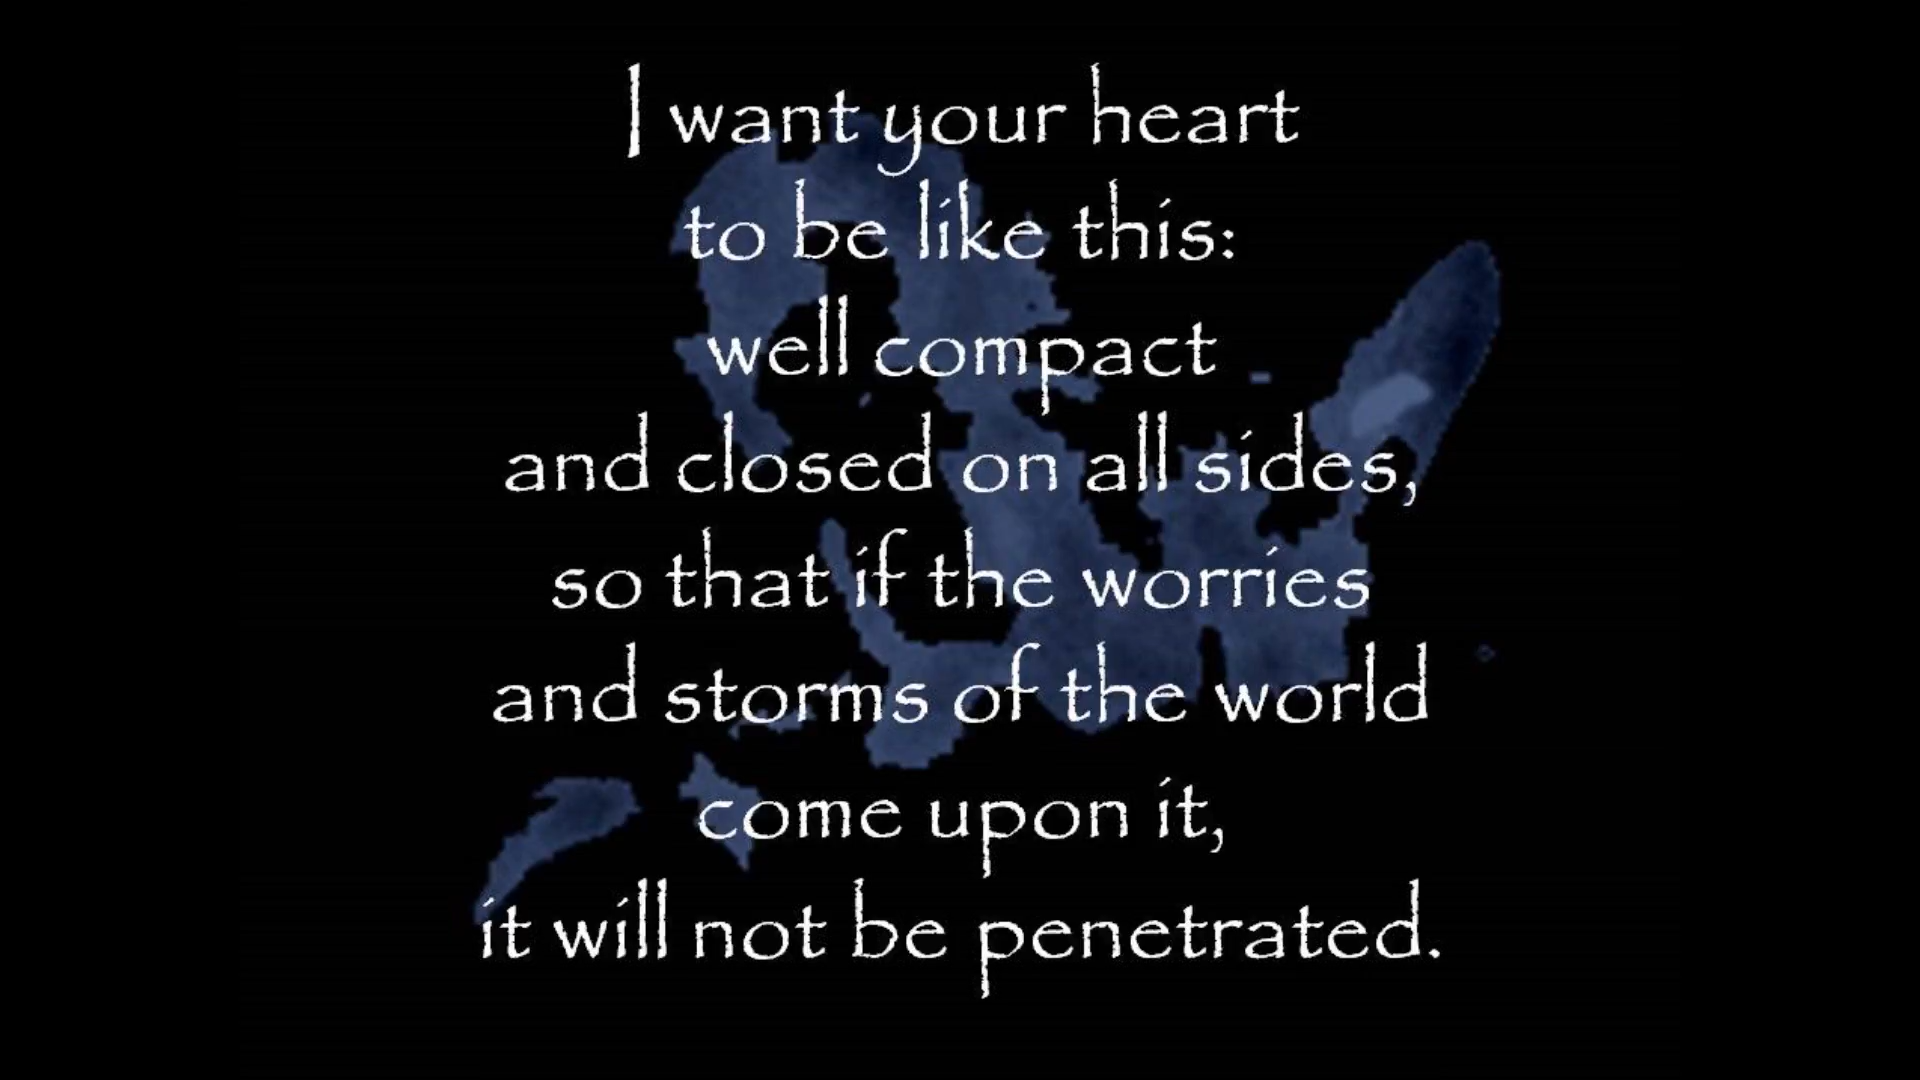 I want your heart
to be like this:
well compact
and closed on all sides,
so that if the worries
and storms of the world
come upon it,
it will not be penetrated.